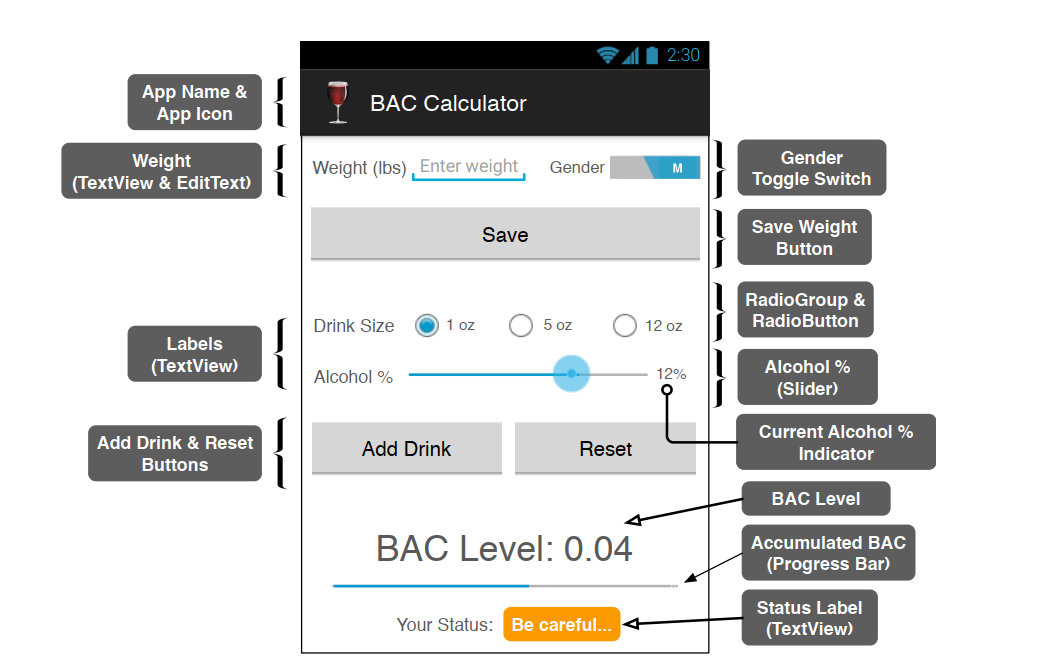 2:30
App Name &
App Icon
BAC Calculator
Weight
(TextView & EditText)
Weight (lbs)
Enter weight
Gender
M
Gender
Toggle Switch
Save
Save Weight
Button
RadioGroup &
RadioButton
Drink Size
1 oz
5 oz
12 oz
Labels
(TextView)
Alcohol %
12%
Alcohol %
(Slider)
Add Drink & Reset
Buttons
Add Drink
Reset
Current Alcohol %
Indicator
BAC Level
BAC Level: 0.04
Accumulated BAC
(Progress Bar)
Your Status:
Be careful...
Status Label
(TextView)